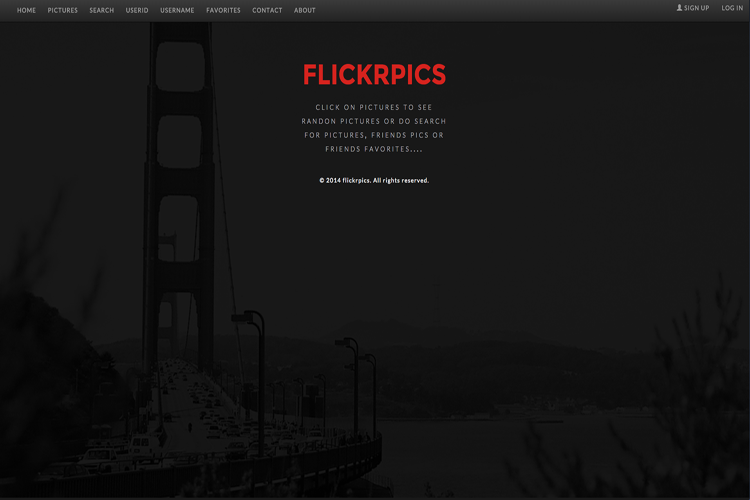 HOME PICTURES SEARCH USERID USERNAME FAVORITES CONTACT ABOUT SIGN UP LOG IN
FLICKRPICS
CLICK ON PICTURES TO SEE
RANDON PICTURES OR DO SEARCH
FOR PICTURES, FRIENDS PICS OR
FRIENDS FAVORITES....
© 2014 flickrpics. All rights reserved.